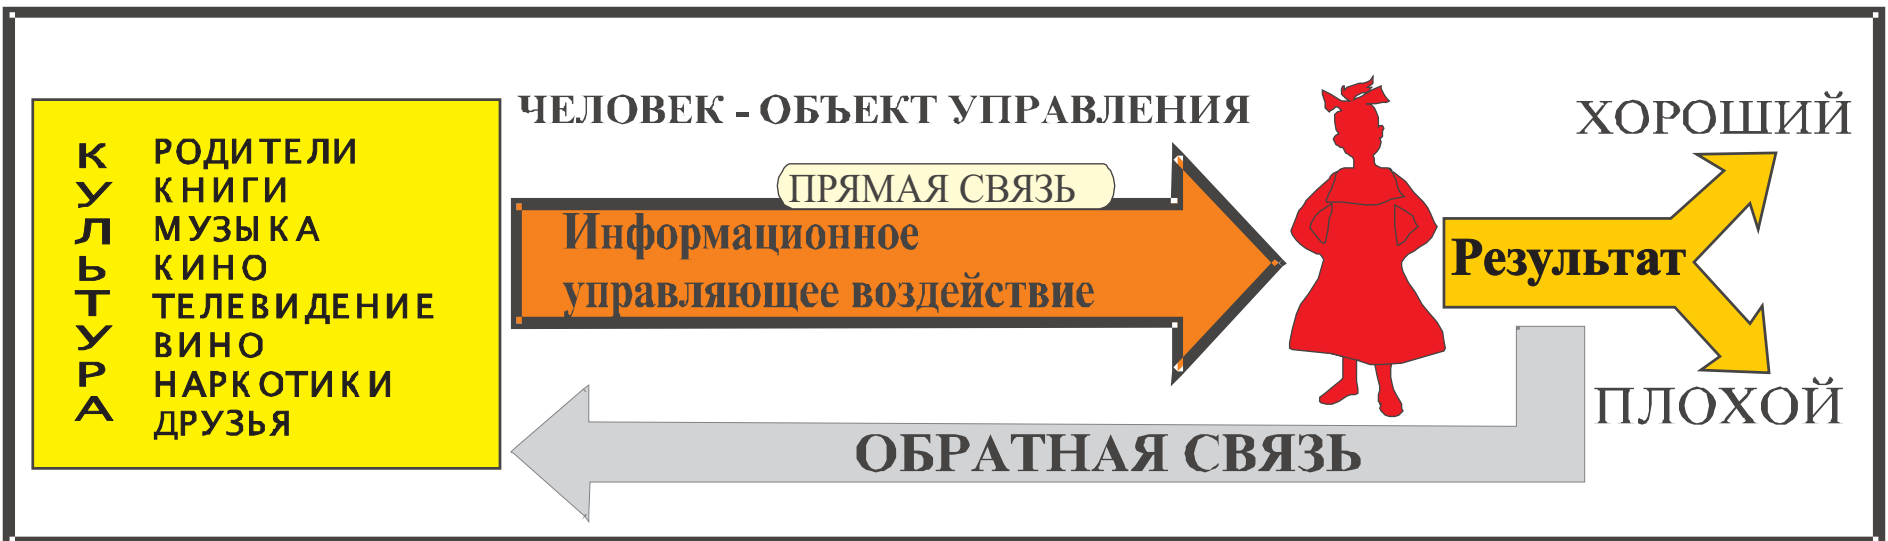 ЧЕЛОВЕК - ОБЪЕКТ УПРАВЛЕНИЯ
КУЛЬТУРА
РОДИТЕЛИ
КНИГИ
МУЗЫКА
КИНО
ТЕЛЕВИДЕНИЕ
ВИНО
НАРКОТИКИ
ДРУЗЬЯ
ПРЯМАЯ СВЯЗЬ
Информационное
управляющее воздействие
Результат
ХОРОШИЙ
ПЛОХОЙ
ОБРАТНАЯ СВЯЗЬ